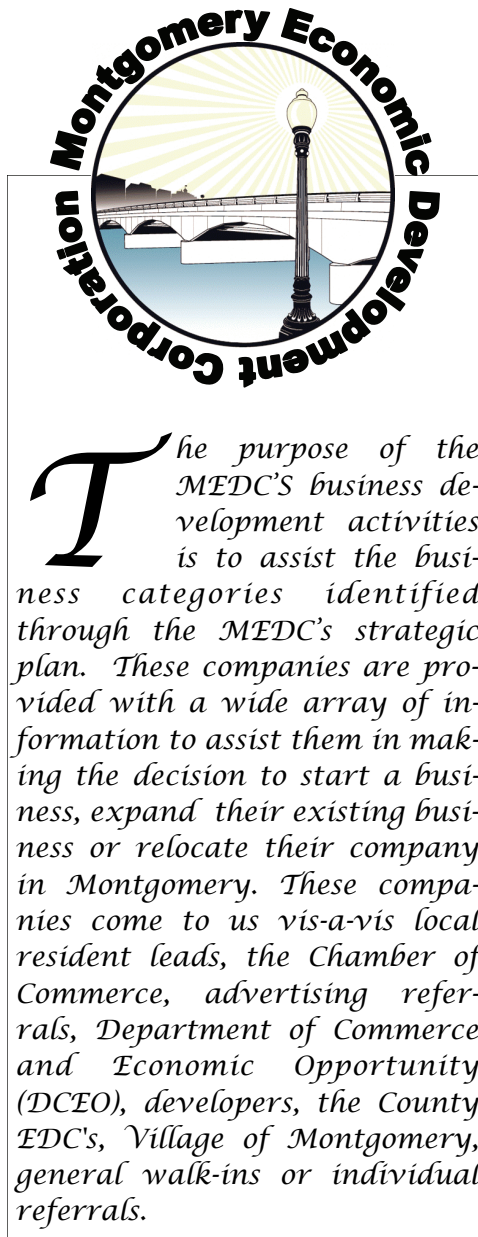 Montgomery Economic Development Corporation
The purpose of the
MEDC'S business de-
velopment activities
is to assist the busi-
ness categories identified
through the MEDC's strategic
plan. These companies are pro-
vided with a wide array of in-
formation to assist them in mak-
ing the decision to start a busi-
ness, expand their existing busi-
ness or relocate their company
in Montgomery. These compa-
nies come to us vis-a-vis local
resident leads, the Chamber of
Commerce, advertising refer-
rals, Department of Commerce
and Economic Opportunity
(DCEO), developers, the County
EDC's, Village of Montgomery,
general walk-ins or individual
referrals.